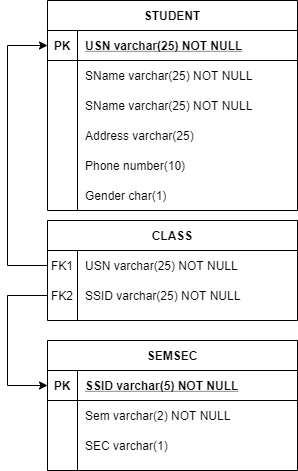 STUDENT
PK USN varchar(25) NOT NULL
SName varchar(25) NOT NULL
SName varchar(25) NOT NULL
Address varchar(25)
Phone number(10)
Gender char(1)
CLASS
FK1 USN varchar(25) NOT NULL
FK2 SSID varchar(25) NOT NULL
SEMSEC
PK SSID varchar(5) NOT NULL
Sem varchar(2) NOT NULL
SEC varchar(1)